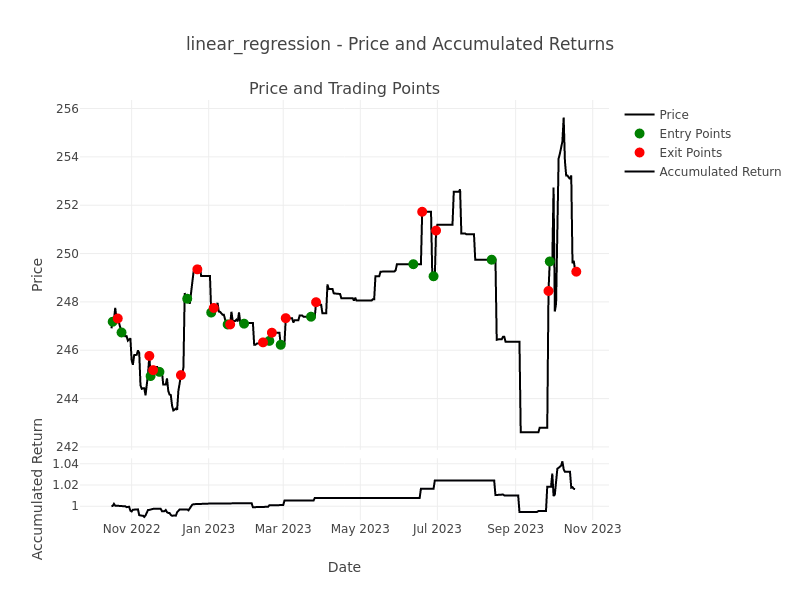 linear_regression - Price and Accumulated Returns
Price and Trading Points
Price
Entry Points
Exit Points
Accumulated Return
256
254
252
250
248
246
244
242
Price
1.04
1.02
1
Accumulated Return
Nov 2022
Jan 2023
Mar 2023
May 2023
Jul 2023
Sep 2023
Nov 2023
Date